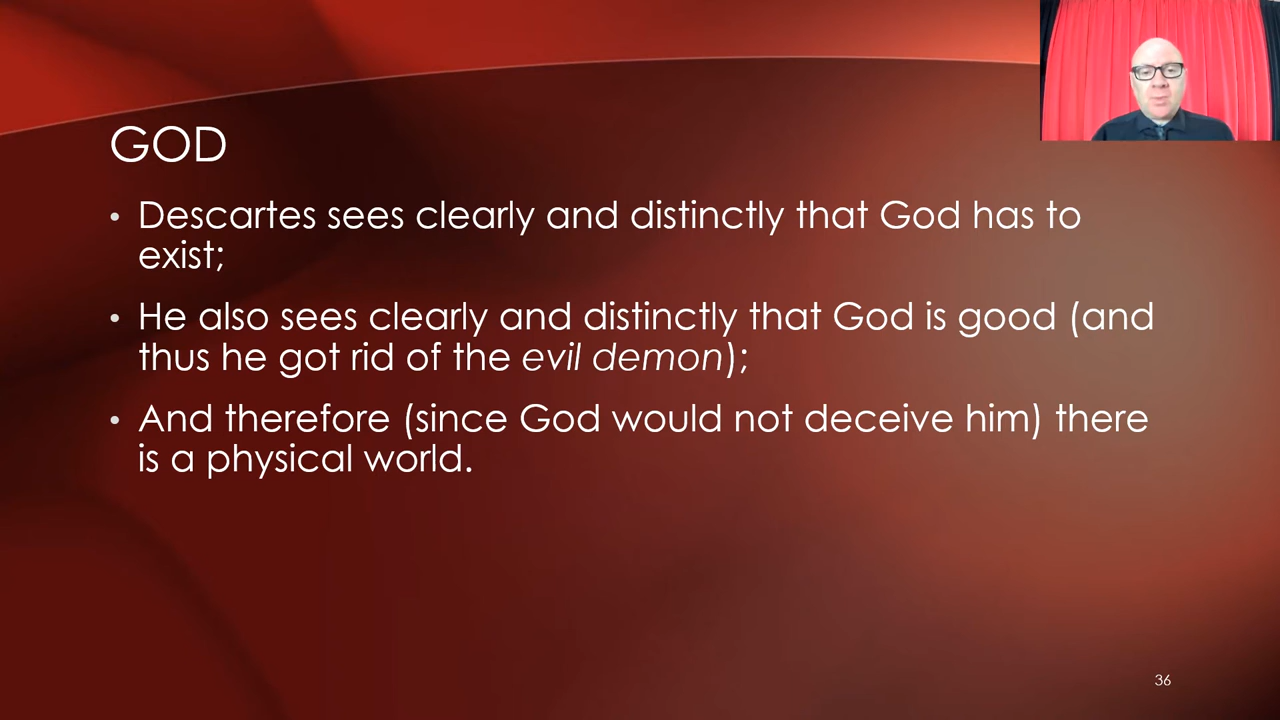 GOD
• Descartes sees clearly and distinctly that God has to
exist;
• He also sees clearly and distinctly that God is good (and
thus he got rid of the evil demon);
• And therefore (since God would not deceive him) there
is a physical world.
36